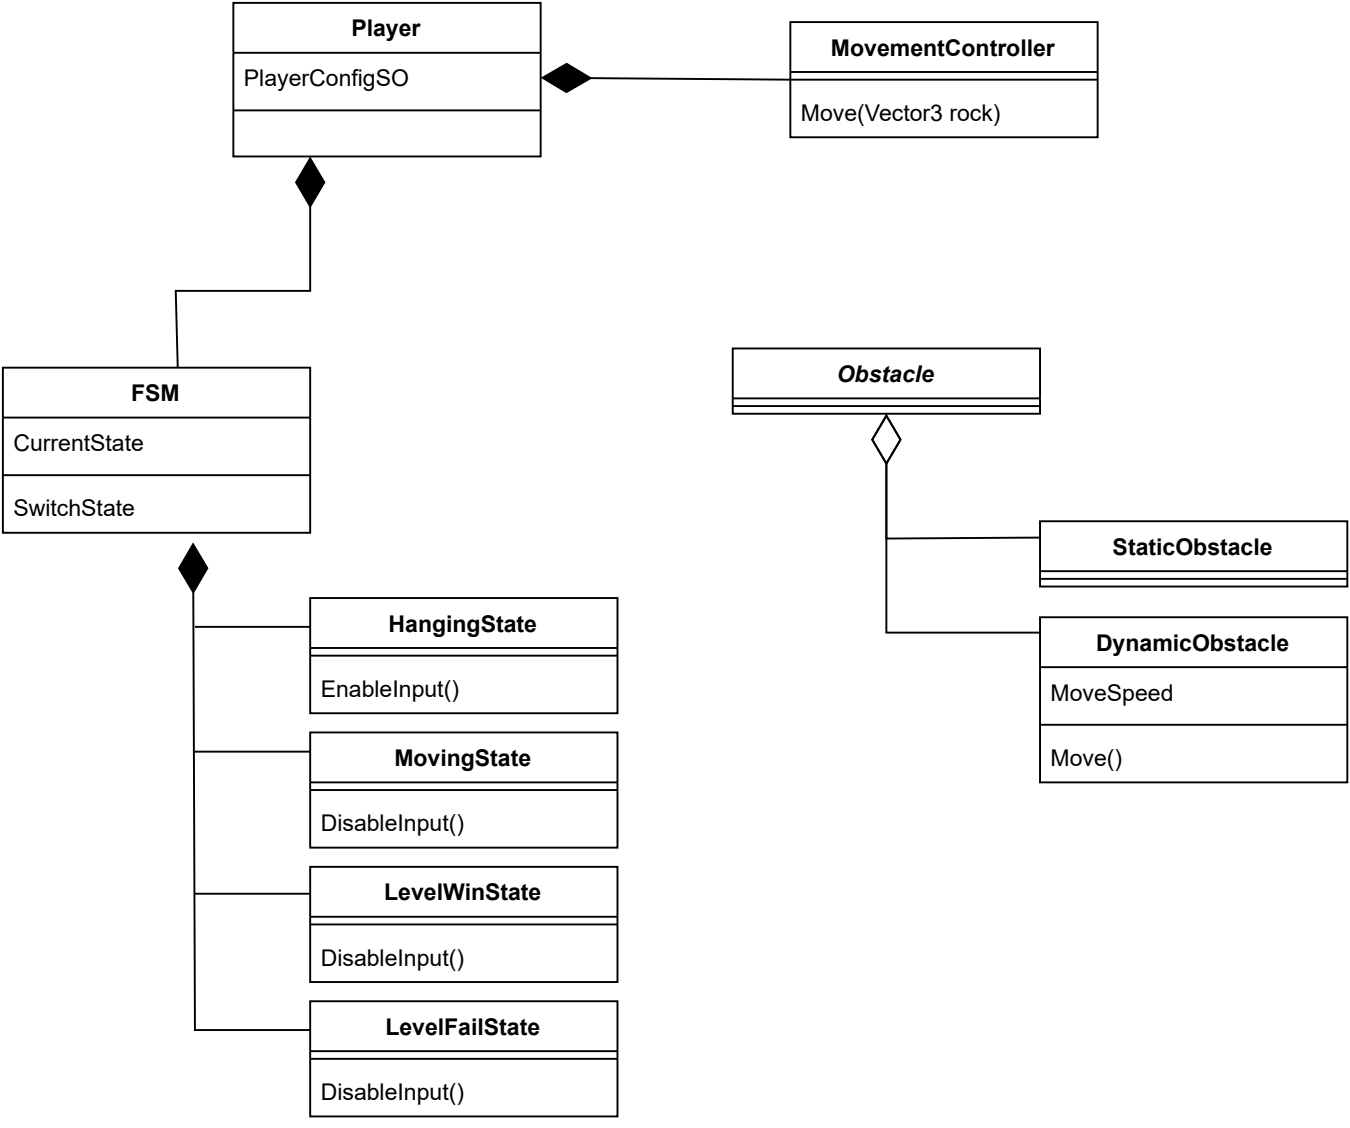 Player
PlayerConfigSO
MovementController
Move(Vector3 rock)
FSM
CurrentState
SwitchState
Obstacle
StaticObstacle
DynamicObstacle
MoveSpeed
Move()
HangingState
EnableInput()
MovingState
DisableInput()
LevelWinState
DisableInput()
LevelFailState
DisableInput()